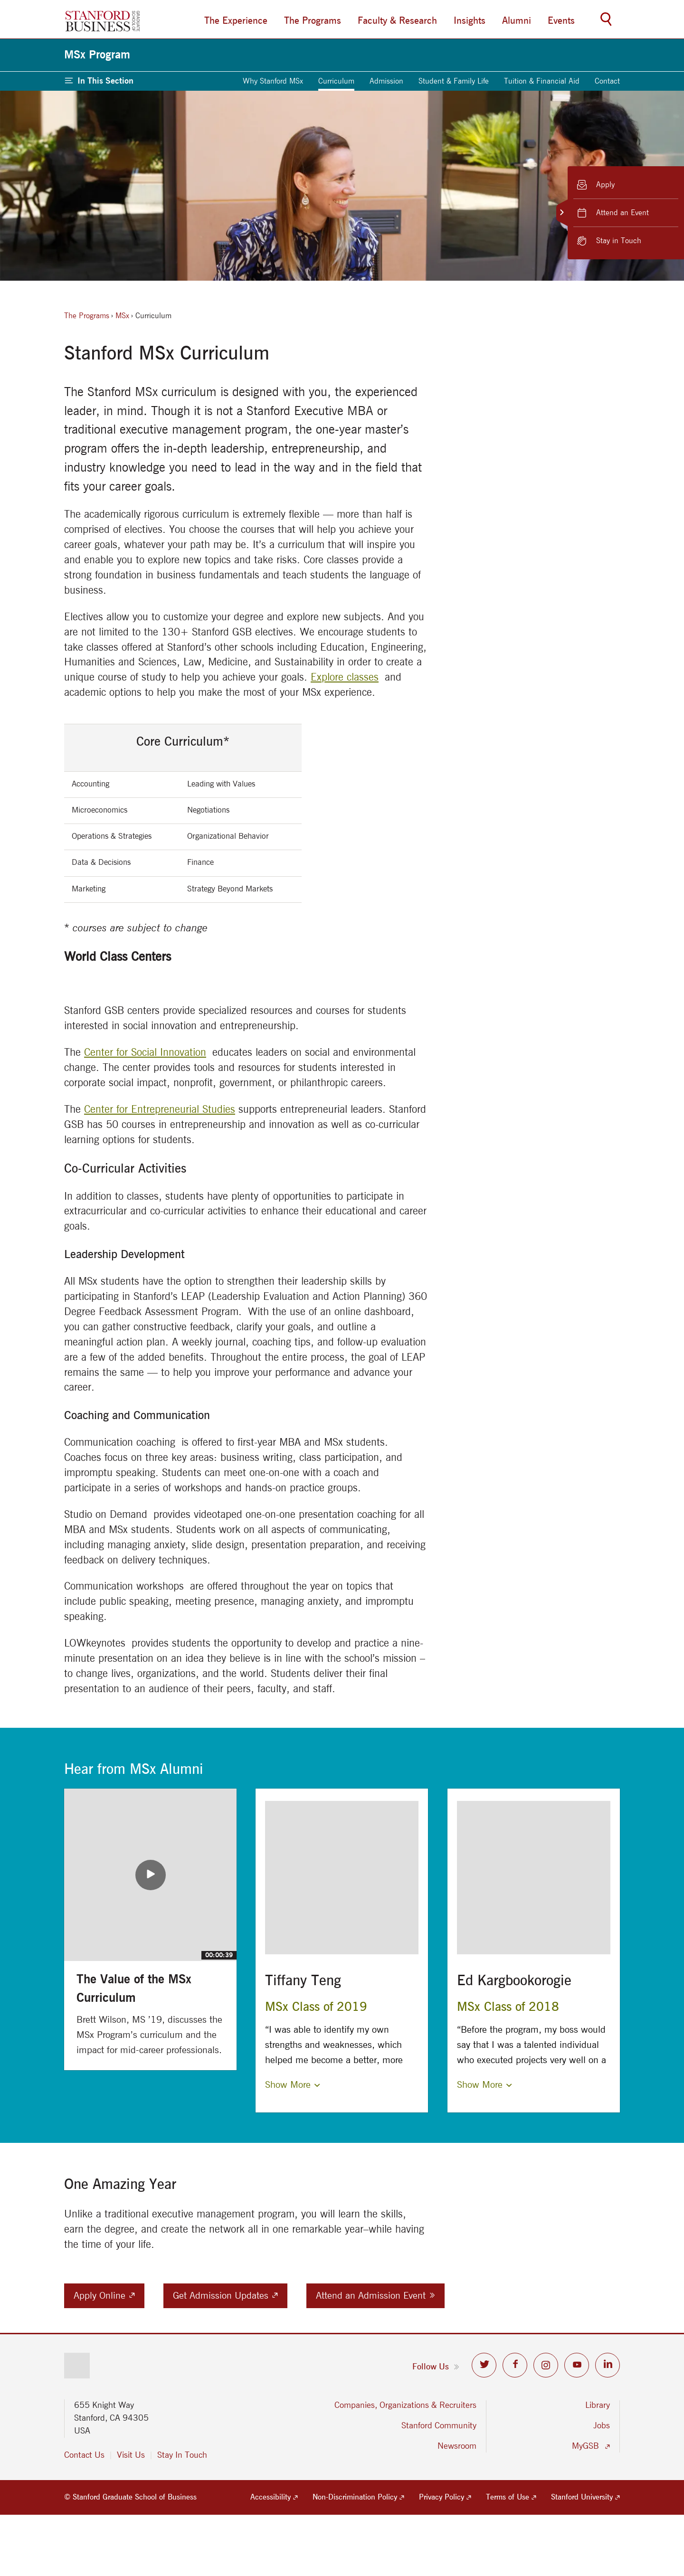 STANFORD
BUSINESS
The Experience
The Programs
Faculty & Research
Insights
Alumni
Events
MSx Program
In This Section
Why Stanford MSx
Curriculum
Admission
Student & Family Life
Tuition & Financial Aid
Contact
Apply
Attend an Event
Stay in Touch
The Programs › MSx › Curriculum
Stanford MSx Curriculum
The Stanford MSx curriculum is designed with you, the experienced
leader, in mind. Though it is not a Stanford Executive MBA or
traditional executive management program, the one-year master's
program offers the in-depth leadership, entrepreneurship, and
industry knowledge you need to lead in the way and in the field that
fits your career goals.
The academically rigorous curriculum is extremely flexible — more than half is
comprised of electives. You choose the courses that will help you achieve your
career goals, whatever your path may be. It's a curriculum that will inspire you
and enable you to explore new topics and take risks. Core classes provide a
strong foundation in business fundamentals and teach students the language of
business.
Electives allow you to customize your degree and explore new subjects. And you
are not limited to the 130+ Stanford GSB electives. We encourage students to
take classes offered at Stanford's other schools including Education, Engineering,
Humanities and Sciences, Law, Medicine, and Sustainability in order to create a
unique course of study to help you achieve your goals. Explore classes and
academic options to help you make the most of your MSx experience.
Core Curriculum*
Accounting Leading with Values
Microeconomics Negotiations
Operations & Strategies Organizational Behavior
Data & Decisions Finance
Marketing Strategy Beyond Markets
* courses are subject to change
World Class Centers
Stanford GSB centers provide specialized resources and courses for students
interested in social innovation and entrepreneurship.
The Center for Social Innovation educates leaders on social and environmental
change. The center provides tools and resources for students interested in
corporate social impact, nonprofit, government, or philanthropic careers.
The Center for Entrepreneurial Studies supports entrepreneurial leaders. Stanford
GSB has 50 courses in entrepreneurship and innovation as well as co-curricular
learning options for students.
Co-Curricular Activities
In addition to classes, students have plenty of opportunities to participate in
extracurricular and co-curricular activities to enhance their educational and career
goals.
Leadership Development
All MSx students have the option to strengthen their leadership skills by
participating in Stanford's LEAP (Leadership Evaluation and Action Planning) 360
Degree Feedback Assessment Program. With the use of an online dashboard,
you can gather constructive feedback, clarify your goals, and outline a
meaningful action plan. A weekly journal, coaching tips, and follow-up evaluation
are a few of the added benefits. Throughout the entire process, the goal of LEAP
remains the same — to help you improve your performance and advance your
career.
Coaching and Communication
Communication coaching is offered to first-year MBA and MSx students.
Coaches focus on three key areas: business writing, class participation, and
impromptu speaking. Students can meet one-on-one with a coach and
participate in a series of workshops and hands-on practice groups.
Studio on Demand provides videotaped one-on-one presentation coaching for all
MBA and MSx students. Students work on all aspects of communicating,
including managing anxiety, slide design, presentation preparation, and receiving
feedback on delivery techniques.
Communication workshops are offered throughout the year on topics that
include public speaking, meeting presence, managing anxiety, and impromptu
speaking.
LOWkeynotes provides students the opportunity to develop and practice a nine-
minute presentation on an idea they believe is in line with the school's mission –
to change lives, organizations, and the world. Students deliver their final
presentation to an audience of their peers, faculty, and staff.
Hear from MSx Alumni
00:00:39
The Value of the MSx
Curriculum
Brett Wilson, MS '19, discusses the
MSx Program's curriculum and the
impact for mid-career professionals.
Tiffany Teng
MSx Class of 2019
"I was able to identify my own
strengths and weaknesses, which
helped me become a better, more
Show More
Ed Kargbookorogie
MSx Class of 2018
"Before the program, my boss would
say that I was a talented individual
who executed projects very well on a
Show More
One Amazing Year
Unlike a traditional executive management program, you will learn the skills,
earn the degree, and create the network all in one remarkable year–while having
the time of your life.
Apply Online
Get Admission Updates
Attend an Admission Event »
Follow Us »
655 Knight Way
Stanford, CA 94305
USA
Contact Us
Visit Us
Stay In Touch
Companies, Organizations & Recruiters
Stanford Community
Newsroom
Library
Jobs
MyGSB
© Stanford Graduate School of Business
Accessibility
Non-Discrimination Policy
Privacy Policy
Terms of Use
Stanford University